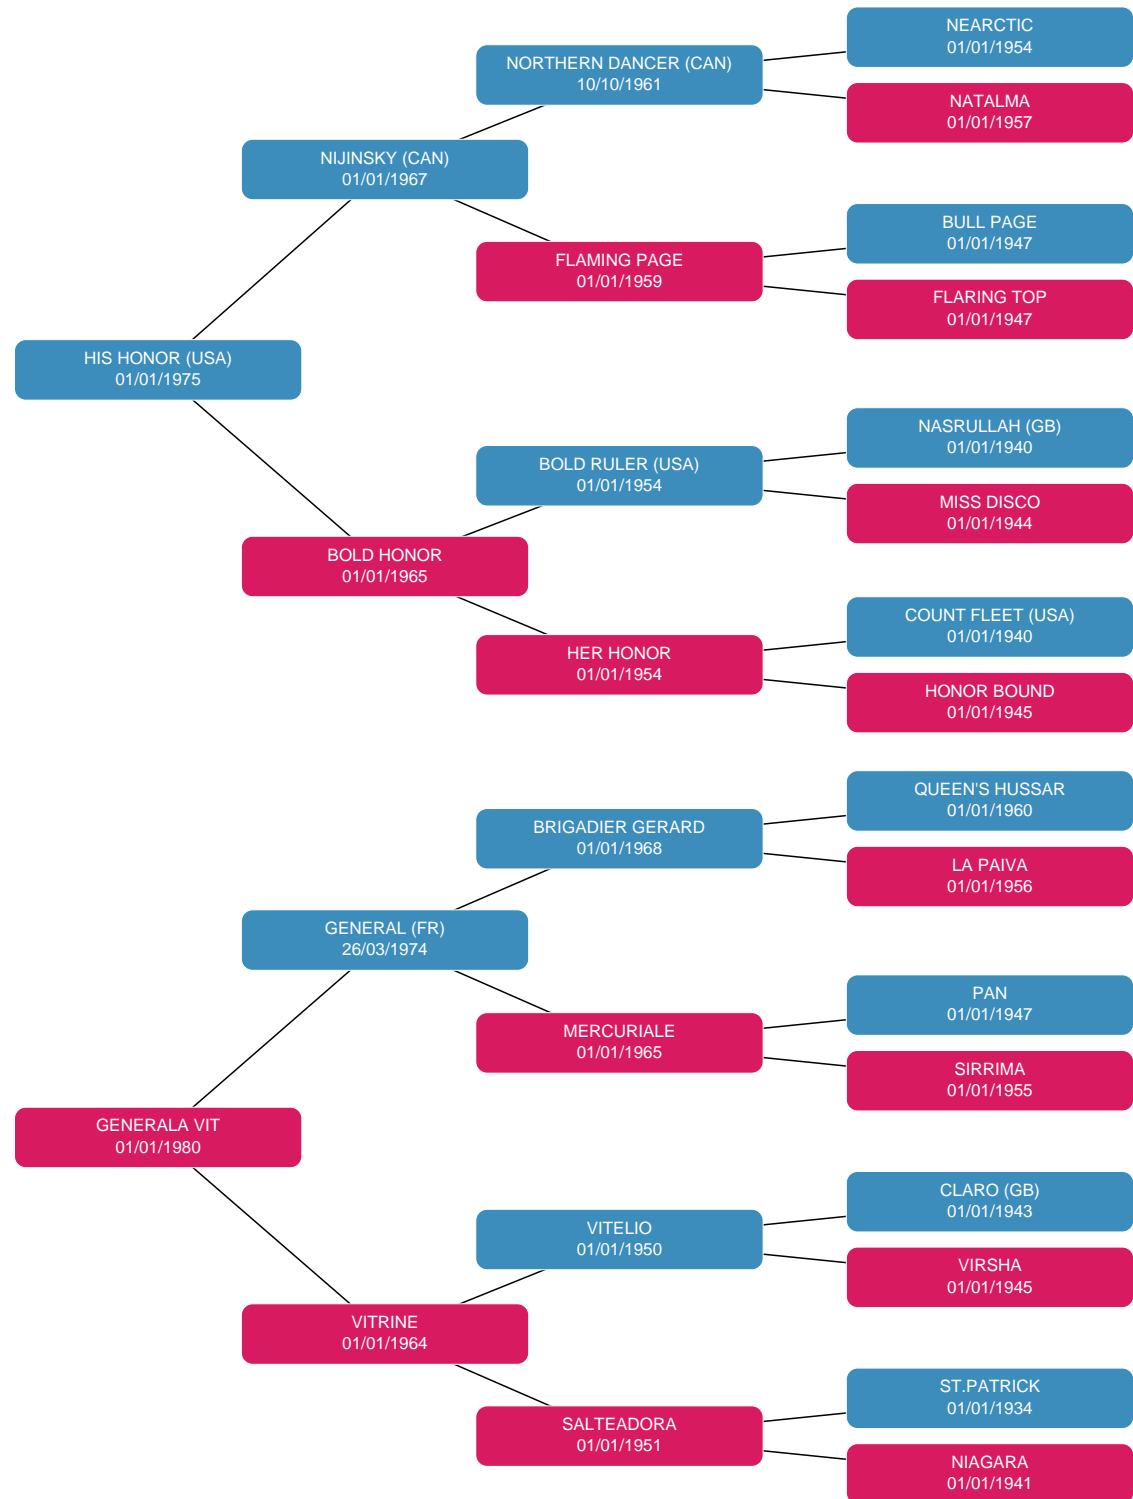 NEARCTIC
01/01/1954
NORTHERN DANCER (CAN)
10/10/1961
NATALMA
01/01/1957
NIJINSKY (CAN)
01/01/1967
BULL PAGE
01/01/1947
FLAMING PAGE
01/01/1959
FLARING TOP
01/01/1947
HIS HONOR (USA)
01/01/1975
NASRULLAH (GB)
01/01/1940
BOLD RULER (USA)
01/01/1954
MISS DISCO
01/01/1944
BOLD HONOR
01/01/1965
COUNT FLEET (USA)
01/01/1940
HER HONOR
01/01/1954
HONOR BOUND
01/01/1945
QUEEN'S HUSSAR
01/01/1960
BRIGADIER GERARD
01/01/1968
LA PAIVA
01/01/1956
GENERAL (FR)
26/03/1974
PAN
01/01/1947
MERCURIALE
01/01/1965
SIRRIMA
01/01/1955
GENERALA VIT
01/01/1980
CLARO (GB)
01/01/1943
VITELIO
01/01/1950
VIRSHA
01/01/1945
VITRINE
01/01/1964
ST.PATRICK
01/01/1934
SALTEADORA
01/01/1951
NIAGARA
01/01/1941